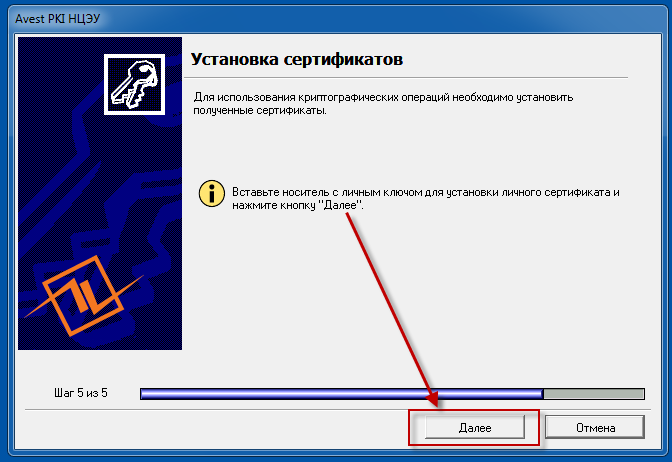 Avest PKI НЦЭУ
Установка сертификатов
Для использования криптографических операций необходимо установить
полученные сертификаты.
Вставьте носитель с личным ключом для установки личного сертификата и
нажмите кнопку "Далее".
Шаг 5 из 5
Далее
Отмена